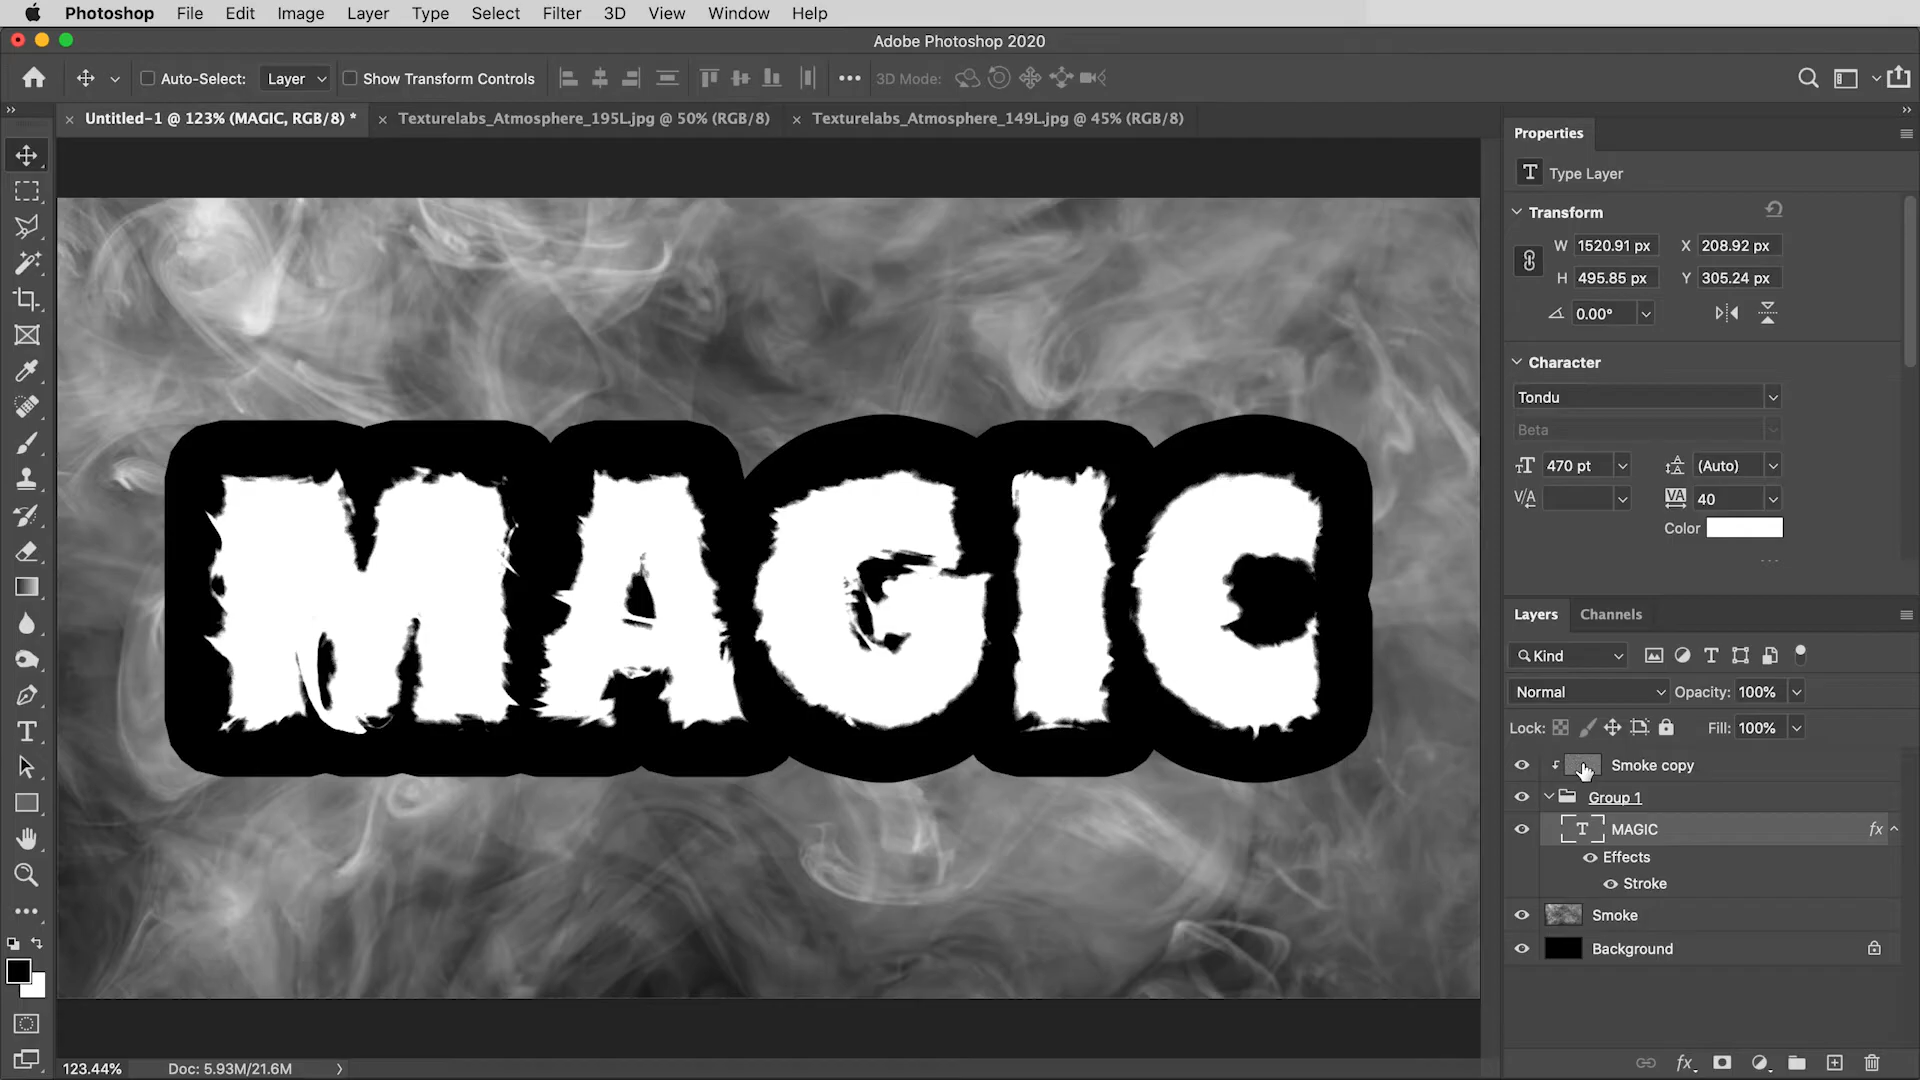 Photoshop File Edit Image Layer Type Select Filter 3D View Window Help
Adobe Photoshop 2020
Auto-Select: Layer Show Transform Controls 3D Mode:
Untitled-1 @ 123% (MAGIC, RGB/8) * Texturelabs_Atmosphere_195L.jpg @ 50% (RGB/8) Texturelabs_Atmosphere_149L.jpg @ 45% (RGB/8)
Properties
T Type Layer
Transform
W 1520.91 px X 208.92 px
H 495.85 px Y 305.24 px
0.00°
Character
Tondu
Beta
470 pt (Auto)
V/A VA 40
Color
MAGIC
Layers Channels
Kind
Normal Opacity: 100%
Lock: Fill: 100%
Smoke copy
Group 1
T MAGIC fx
Effects
Stroke
Smoke
Background
123.44% Doc: 5.93M/21.6M
fx